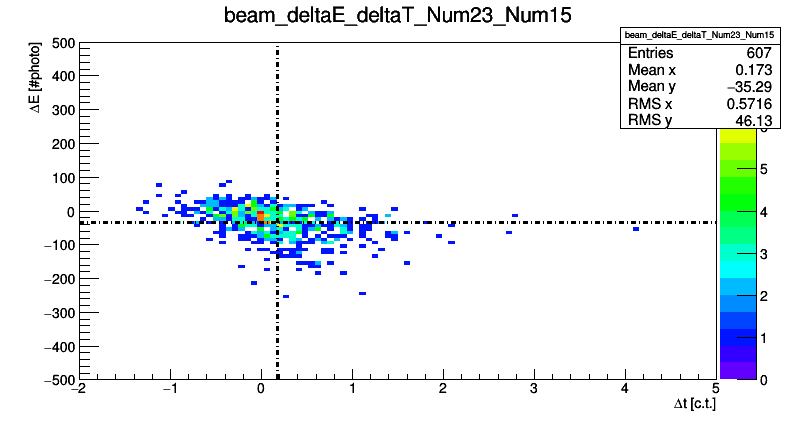 beam_deltaE_deltaT_Num23_Num15
beam_deltaE_deltaT_Num23_Num15
Entries 607
Mean x 0.173
Mean y −35.29
RMS x 0.5716
RMS y 46.13
ΔE [#photo]
500
400
300
200
100
0
−100
−200
−300
−400
−500
−2 −1 0 1 2 3 4 5
Δt [c.t.]
5
4
3
2
1
0